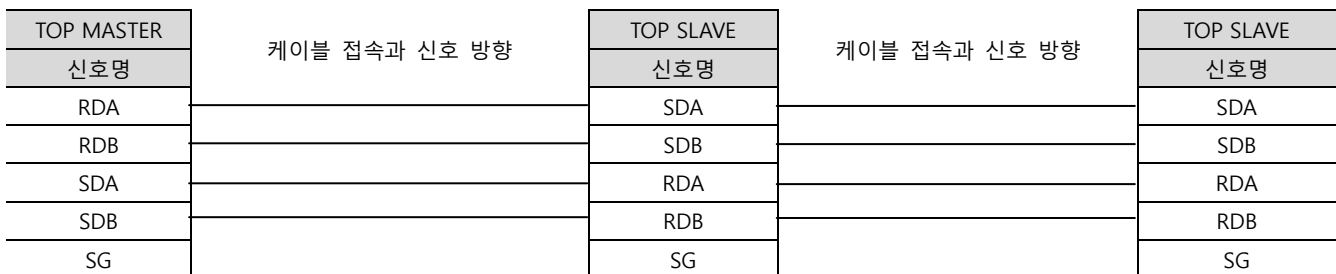 TOP MASTER 케이블 접속과 신호 방향 TOP SLAVE 케이블 접속과 신호 방향 TOP SLAVE
신호명 신호명 신호명
RDA SDA SDA
RDB SDB SDB
SDA RDA RDA
SDB RDB RDB
SG SG SG